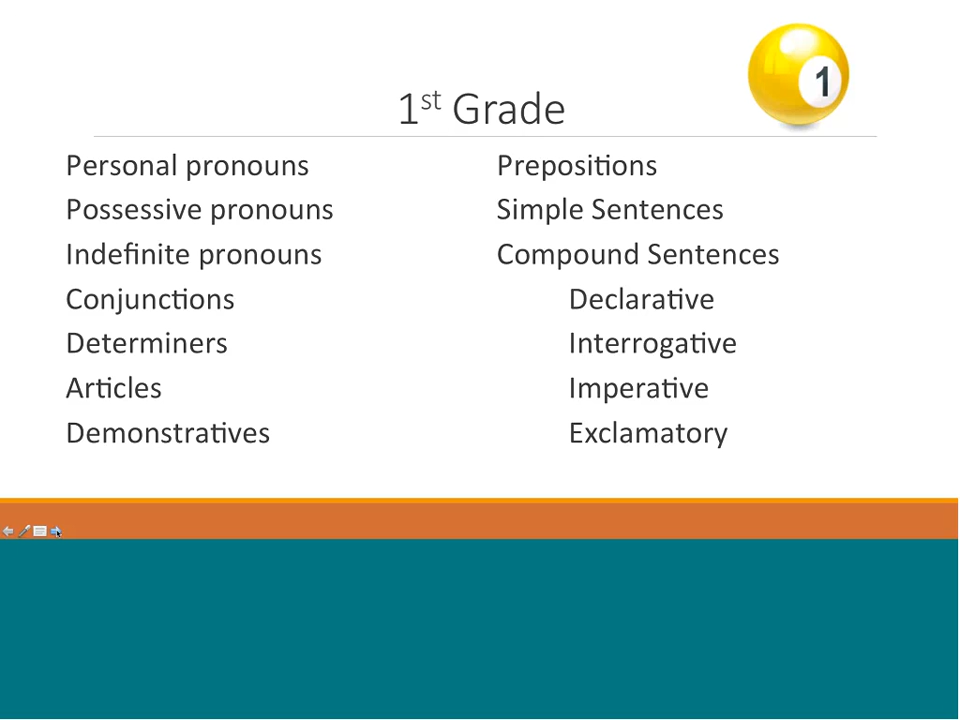 1
1st Grade
Personal pronouns
Possessive pronouns
Indefinite pronouns
Conjunctions
Determiners
Articles
Demonstratives
Prepositions
Simple Sentences
Compound Sentences
Declarative
Interrogative
Imperative
Exclamatory